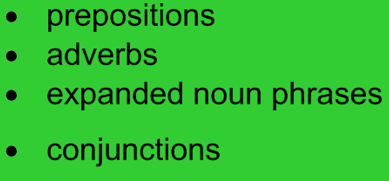 • prepositions
• adverbs
• expanded noun phrases
• conjunctions